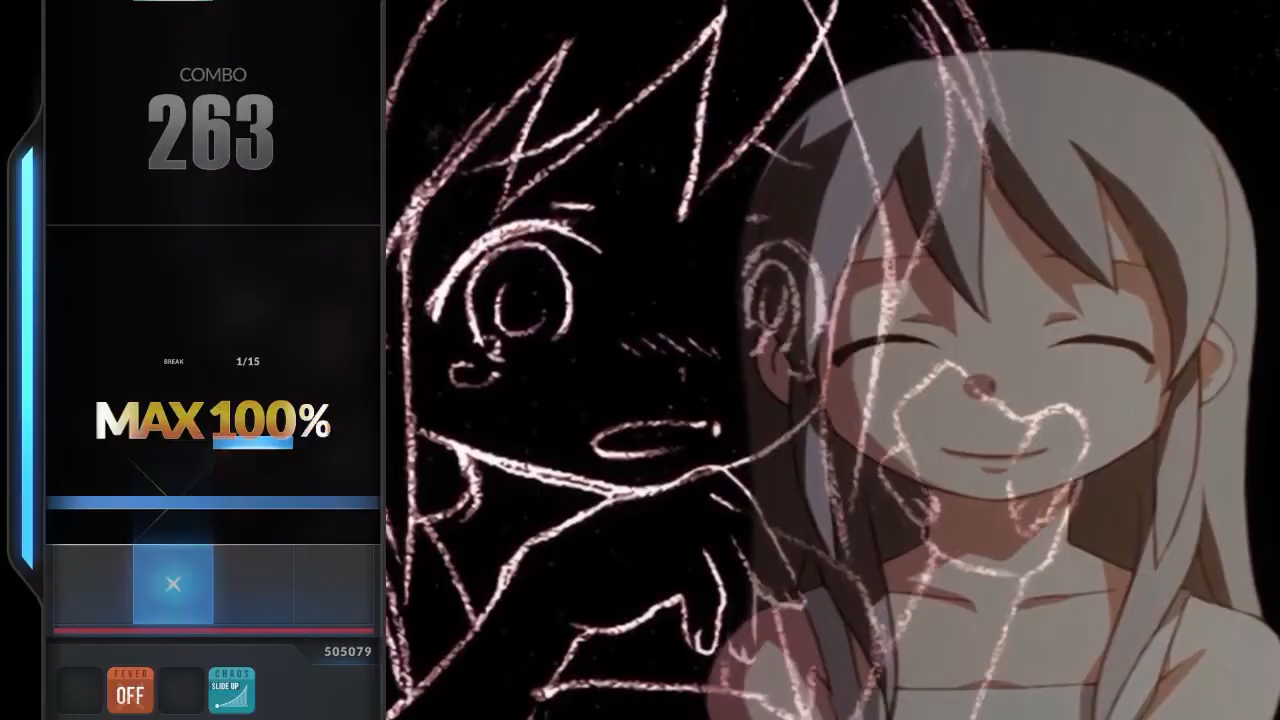 COMBO
263
BREAK 1/15
MAX 100%
505079
FEVER
OFF
CHAOS
SLIDE UP